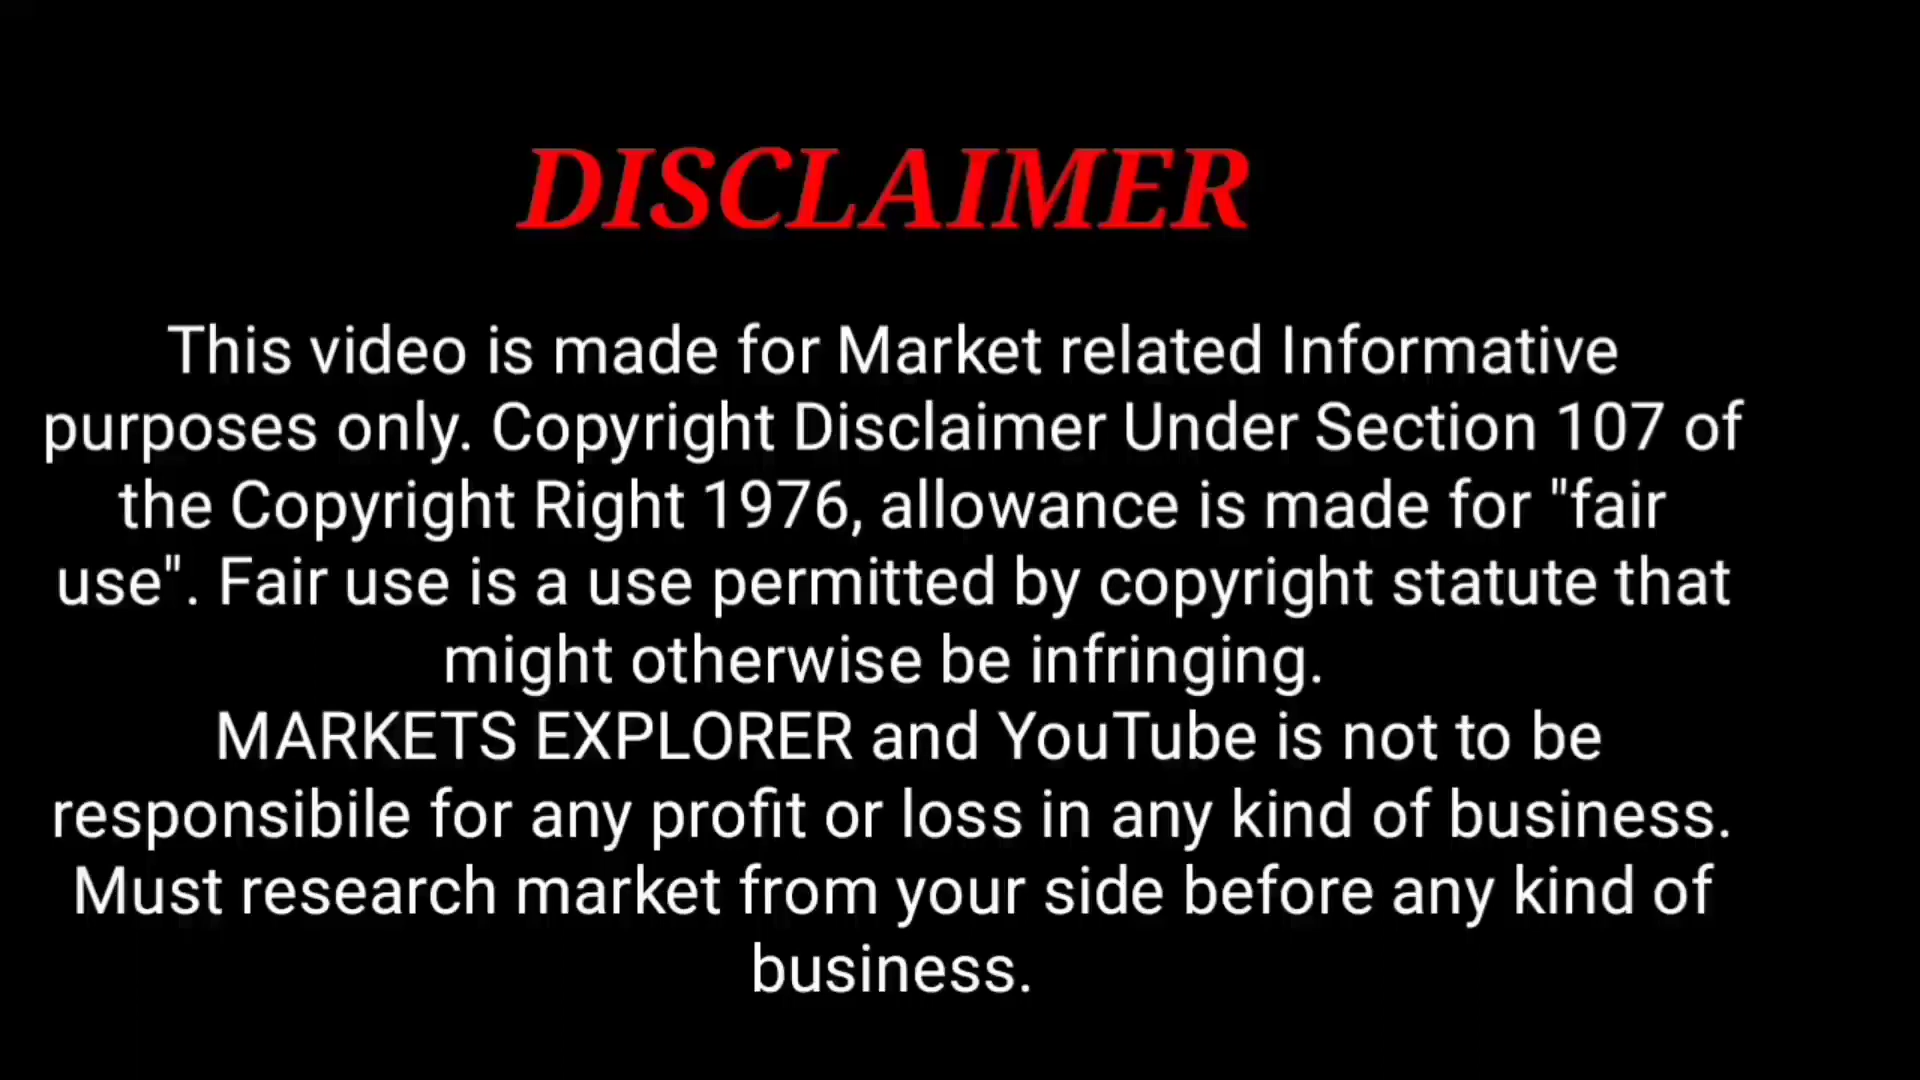 DISCLAIMER
This video is made for Market related Informative
purposes only. Copyright Disclaimer Under Section 107 of
the Copyright Right 1976, allowance is made for "fair
use". Fair use is a use permitted by copyright statute that
might otherwise be infringing.
MARKETS EXPLORER and YouTube is not to be
responsibile for any profit or loss in any kind of business.
Must research market from your side before any kind of
business.